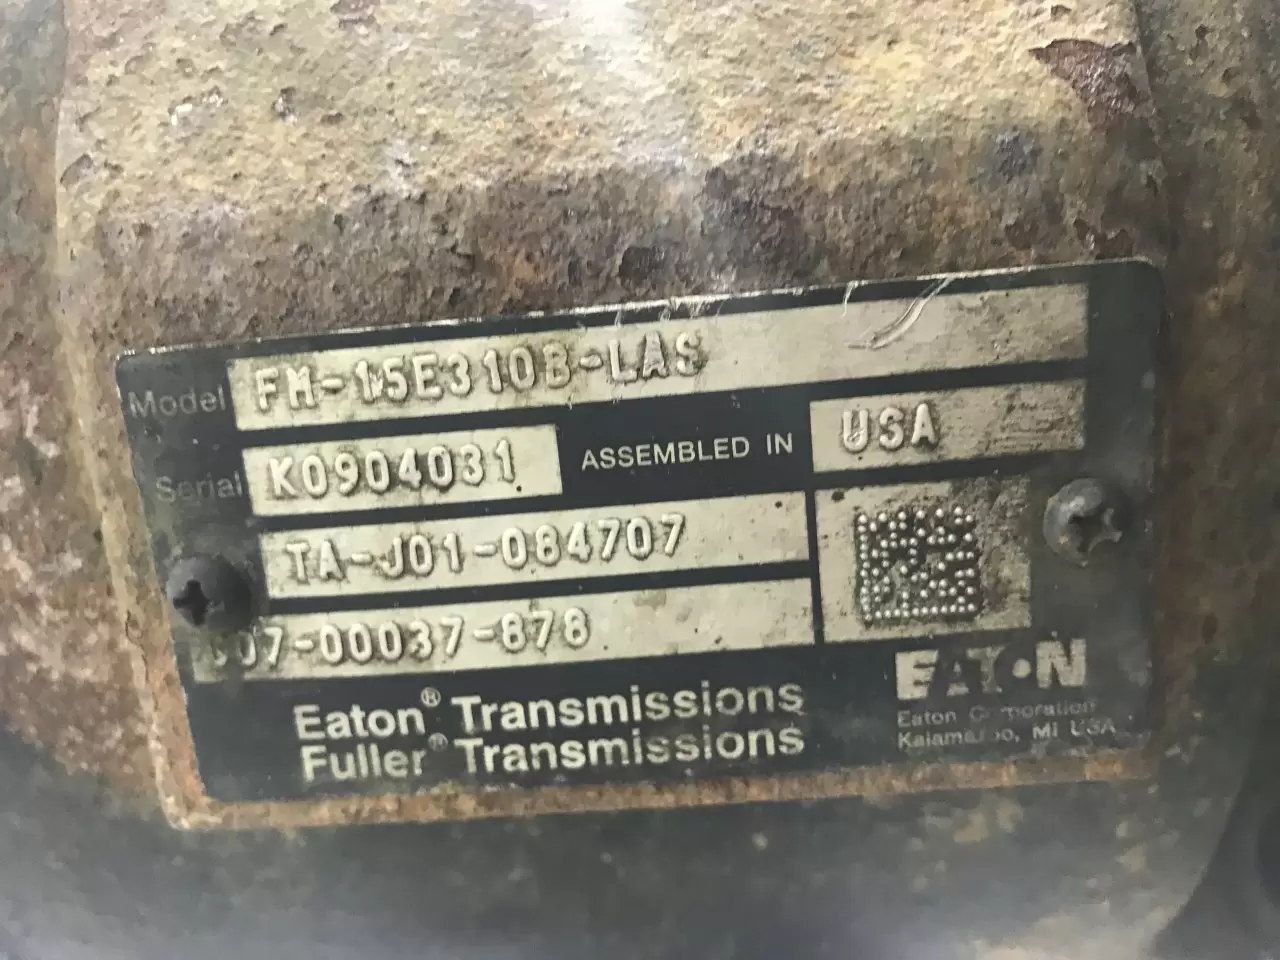 Model FM-15E310B-LAS
Serial K0904031 ASSEMBLED IN USA
TA-J01-084707
07-00037-878
Eaton® Transmissions
Fuller® Transmissions
EATON
Eaton Corporation
Kalamazoo, MI USA